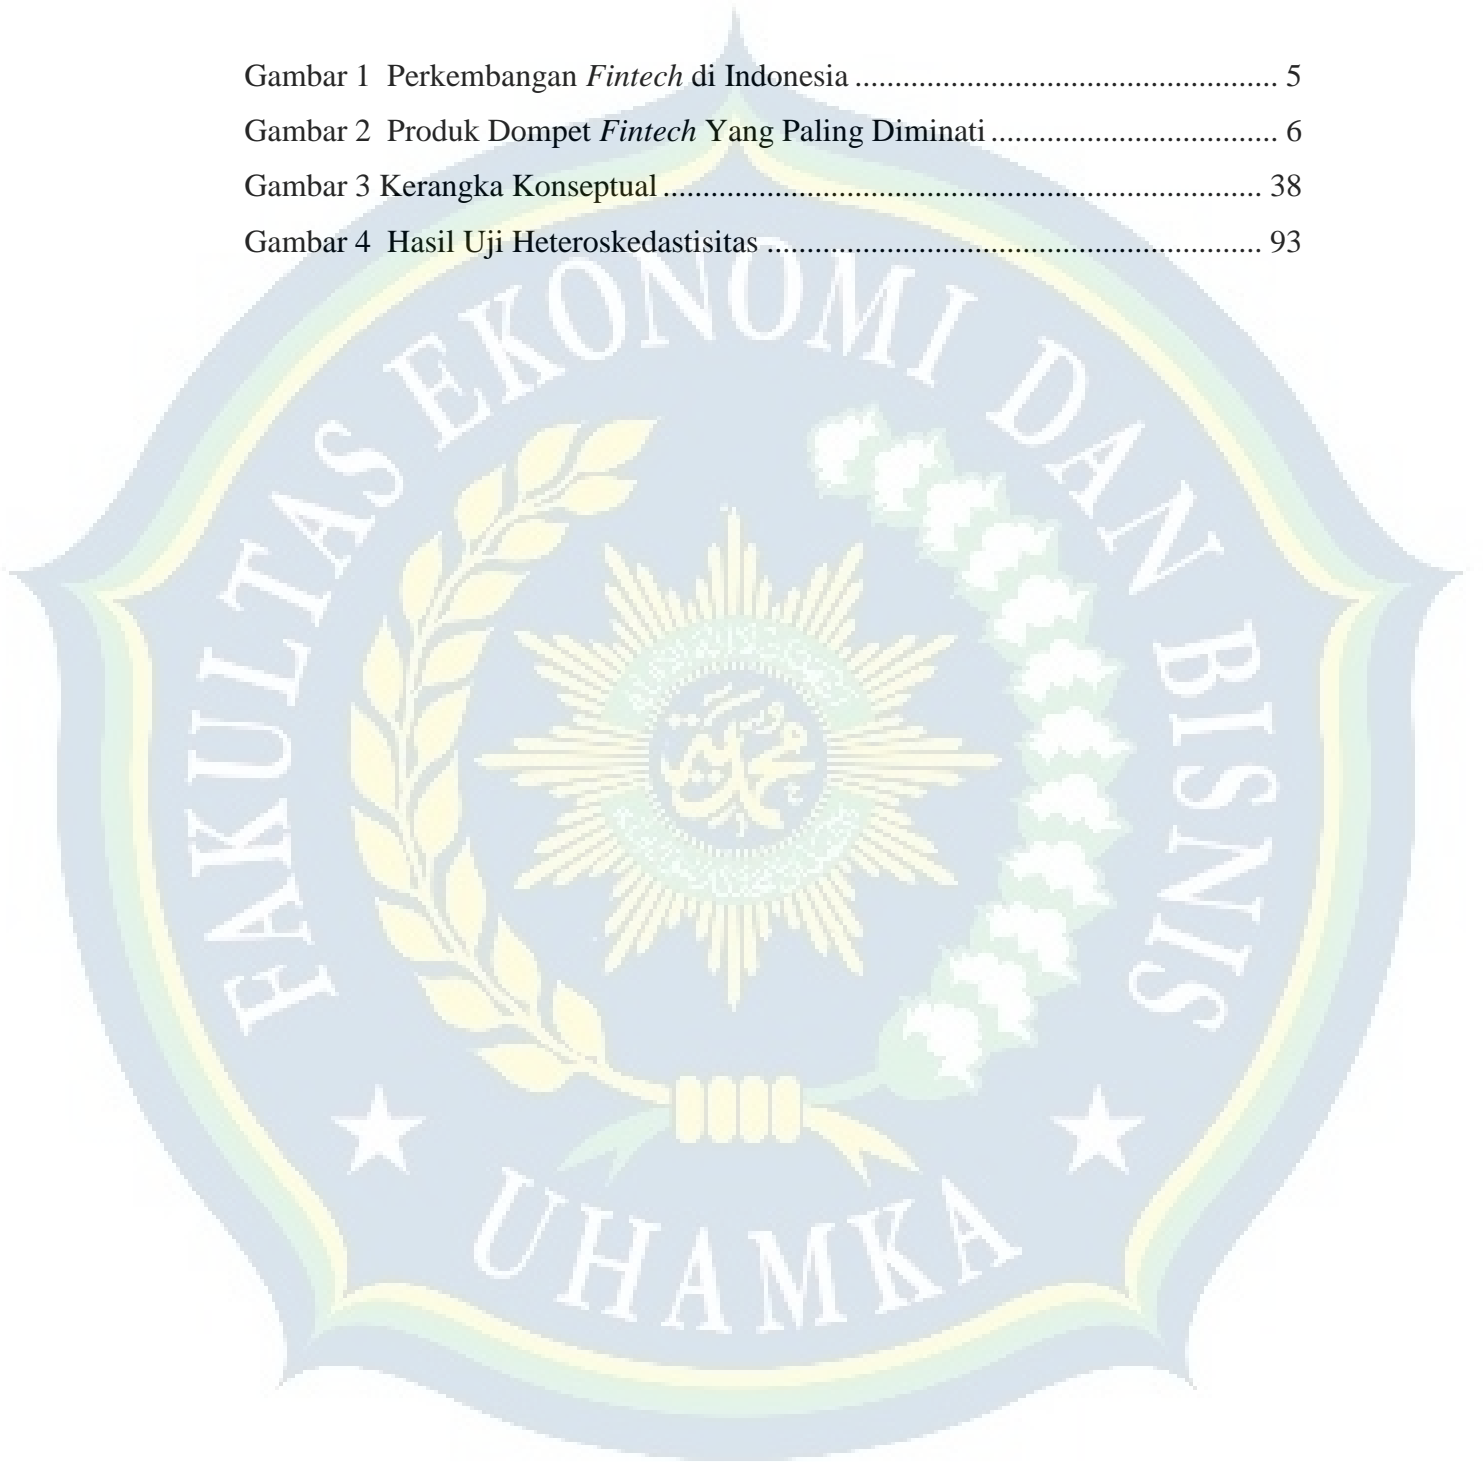 Gambar 1  Perkembangan Fintech di Indonesia ..................................................... 5
Gambar 2  Produk Dompet Fintech Yang Paling Diminati .................................... 6
Gambar 3 Kerangka Konseptual ........................................................................... 38
Gambar 4  Hasil Uji Heteroskedastisitas .............................................................. 93
FAKULTAS EKONOMI DAN BISNIS
محمدية
UHAMKA